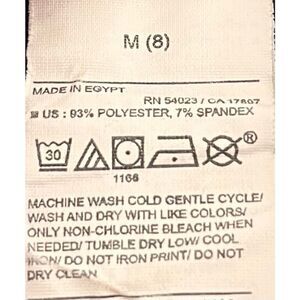 M (8)
MADE IN EGYPT
RN 54023 / CA 17897
US : 93% POLYESTER, 7% SPANDEX
30
®
1166
MACHINE WASH COLD GENTLE CYCLE/
WASH AND DRY WITH LIKE COLORS/
ONLY NON-CHLORINE BLEACH WHEN
NEEDED/ TUMBLE DRY LOW/ COOL
IRON/ DO NOT IRON PRINT/ DO NOT
DRY CLEAN